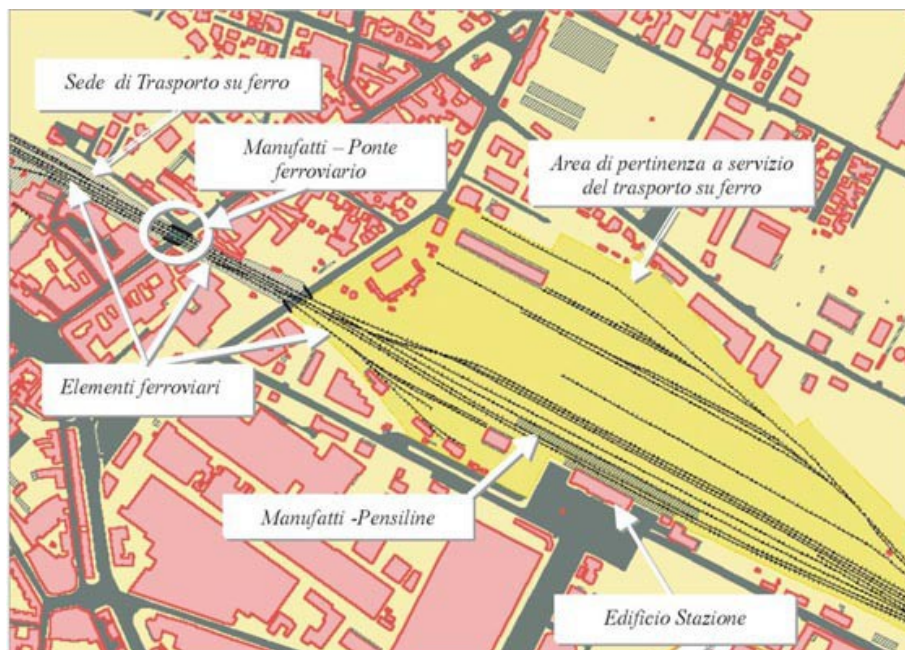 Sede di Trasporto su ferro
Manufatti – Ponte
ferroviario
Area di pertinenza a servizio
del trasporto su ferro
Elementi ferroviari
Manufatti -Pensiline
Edificio Stazione